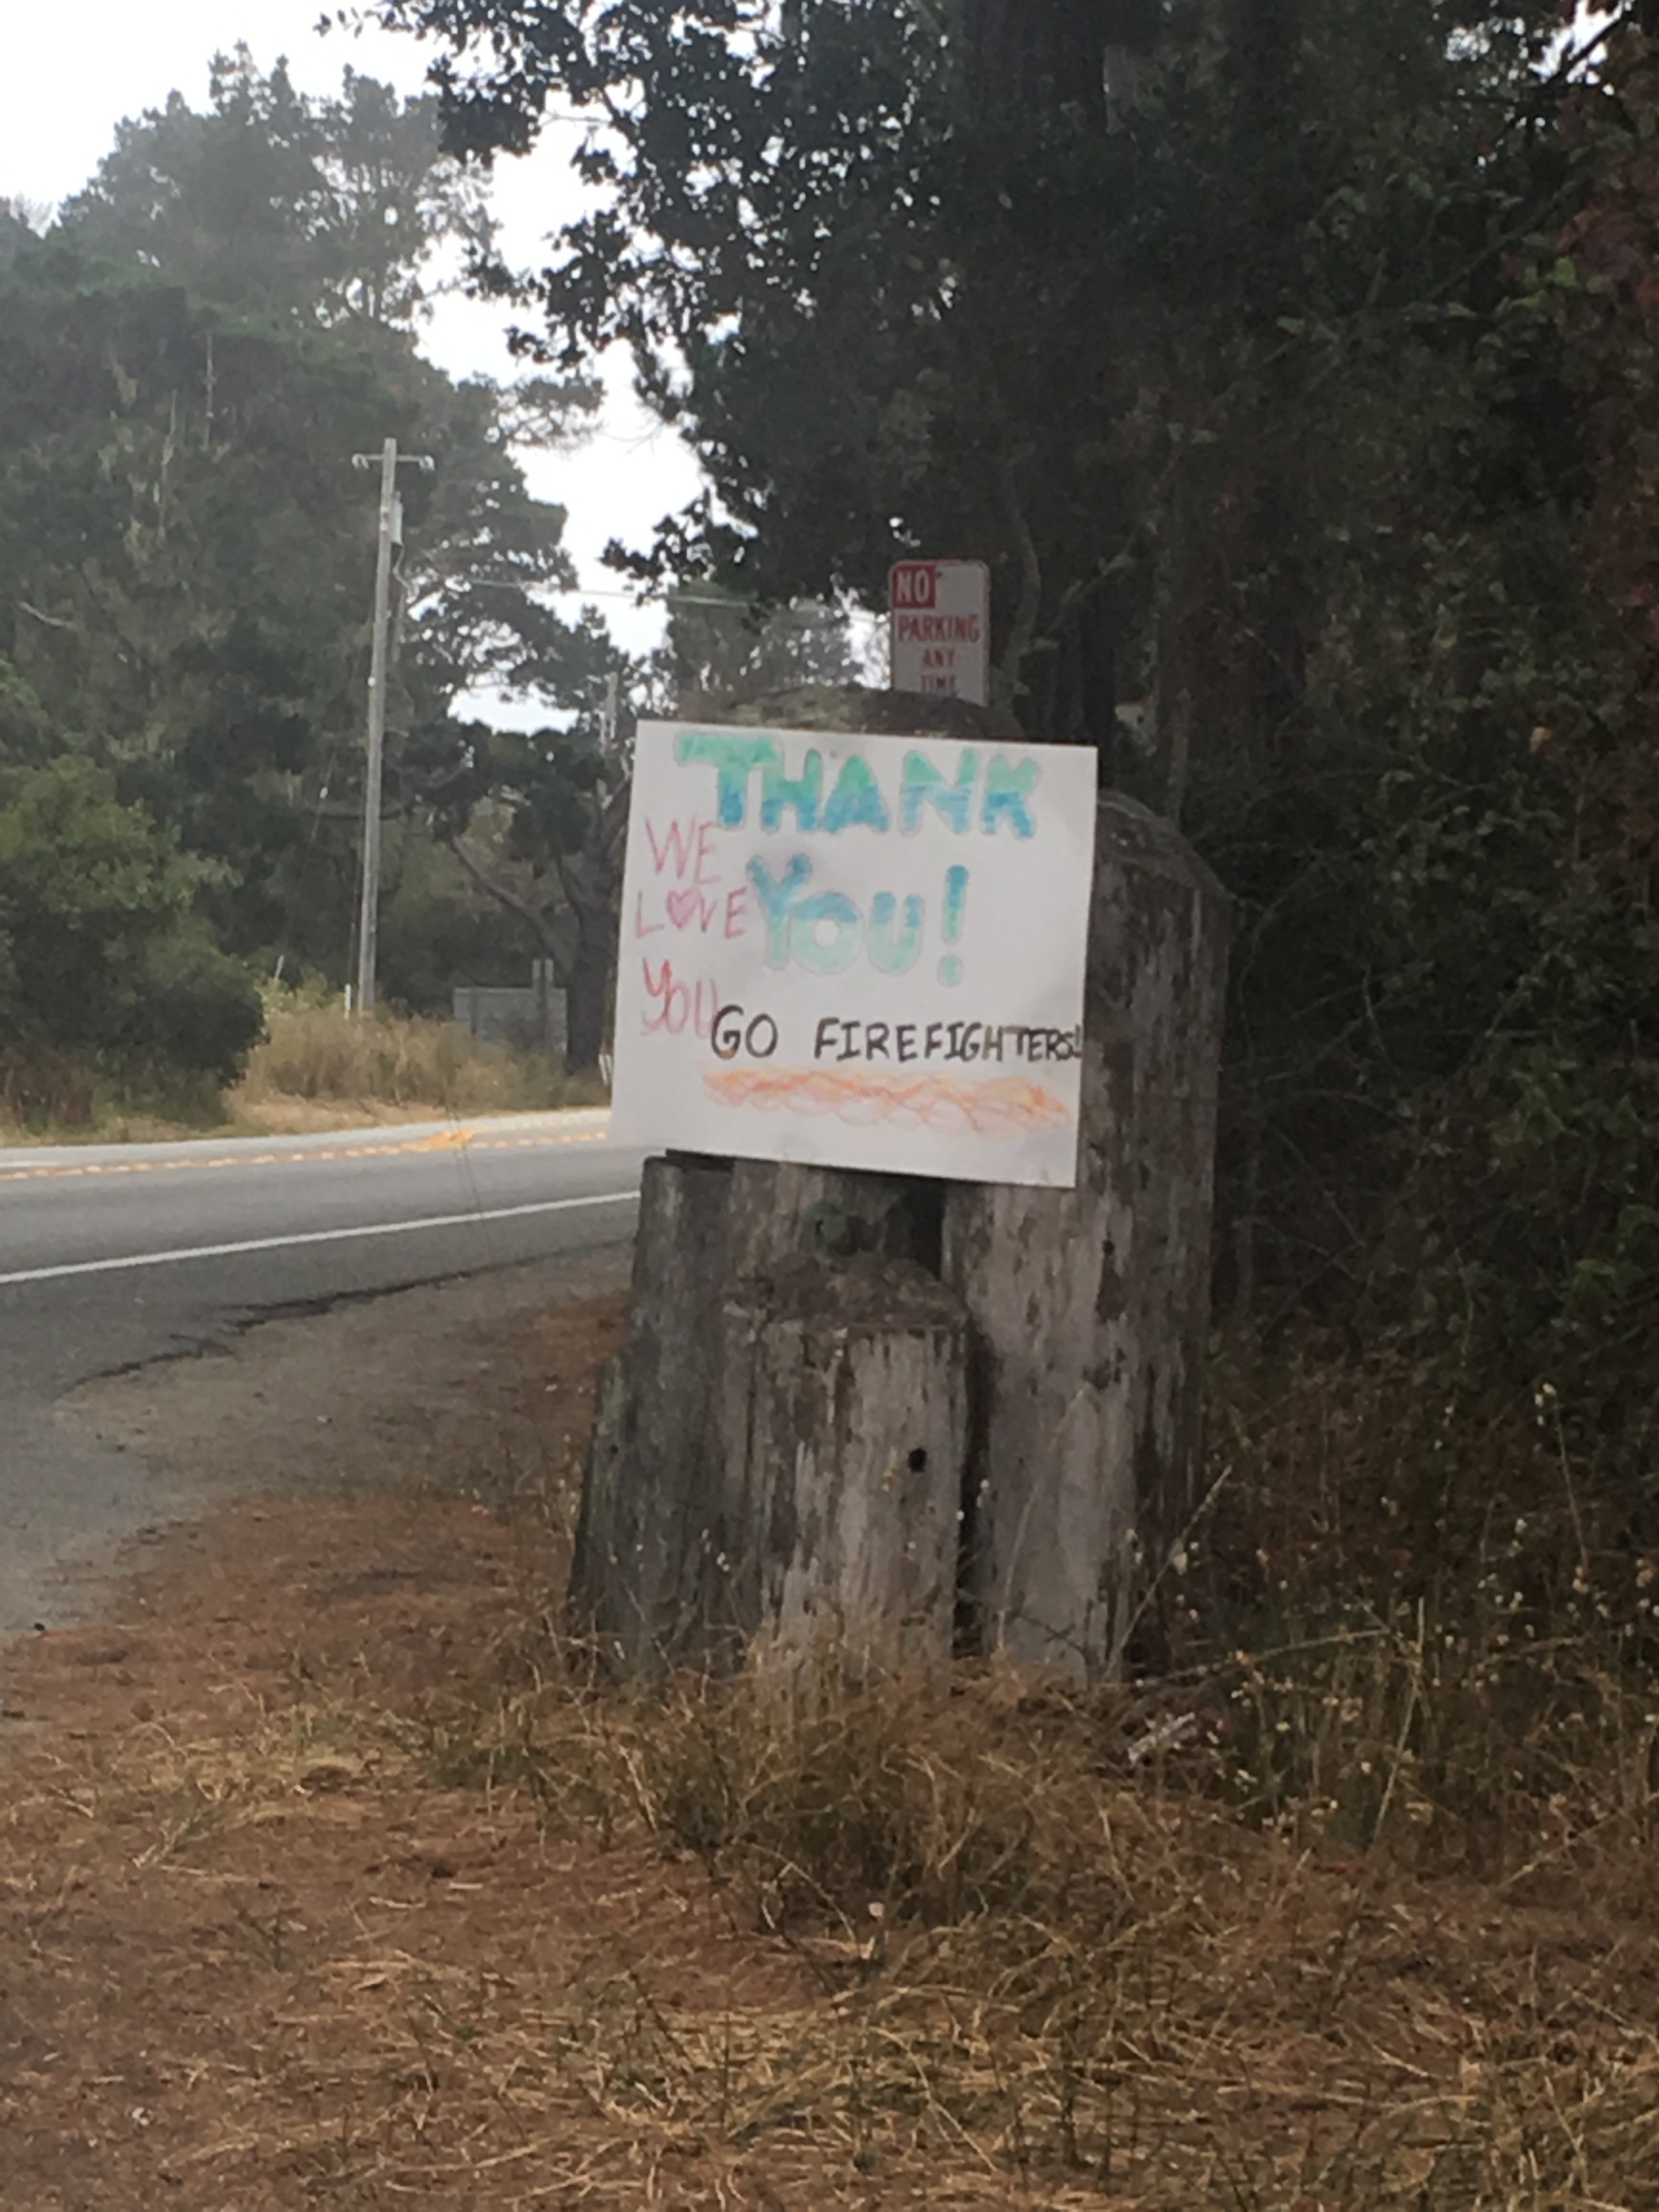 NO
PARKING
ANY
TIME
THANK
YOU!
WE
LOVE
YOU
GO FIREFIGHTERS!